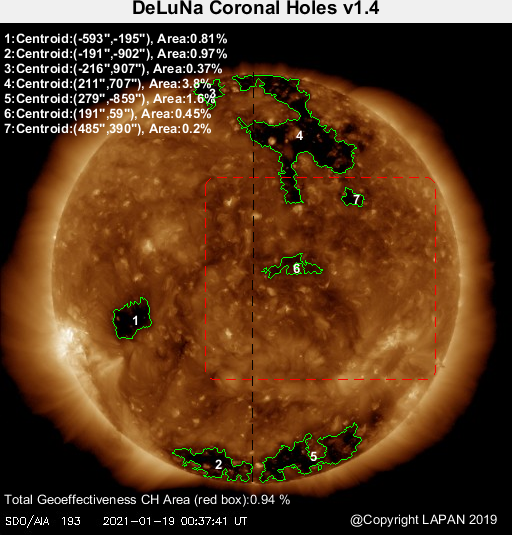 DeLuNa Coronal Holes v1.4
1:Centroid:(-593",-195"), Area:0.81%
2:Centroid:(-191",-902"), Area:0.97%
3:Centroid:(-216",907"), Area:0.37%
4:Centroid:(211",707"), Area:3.8%
5:Centroid:(279",-859"), Area:1.6%
6:Centroid:(191",59"), Area:0.45%
7:Centroid:(485",390"), Area:0.2%
3
4
7
6
1
5
2
Total Geoeffectiveness CH Area (red box):0.94 %
SDO/AIA 193 2021-01-19 00:37:41 UT
@Copyright LAPAN 2019